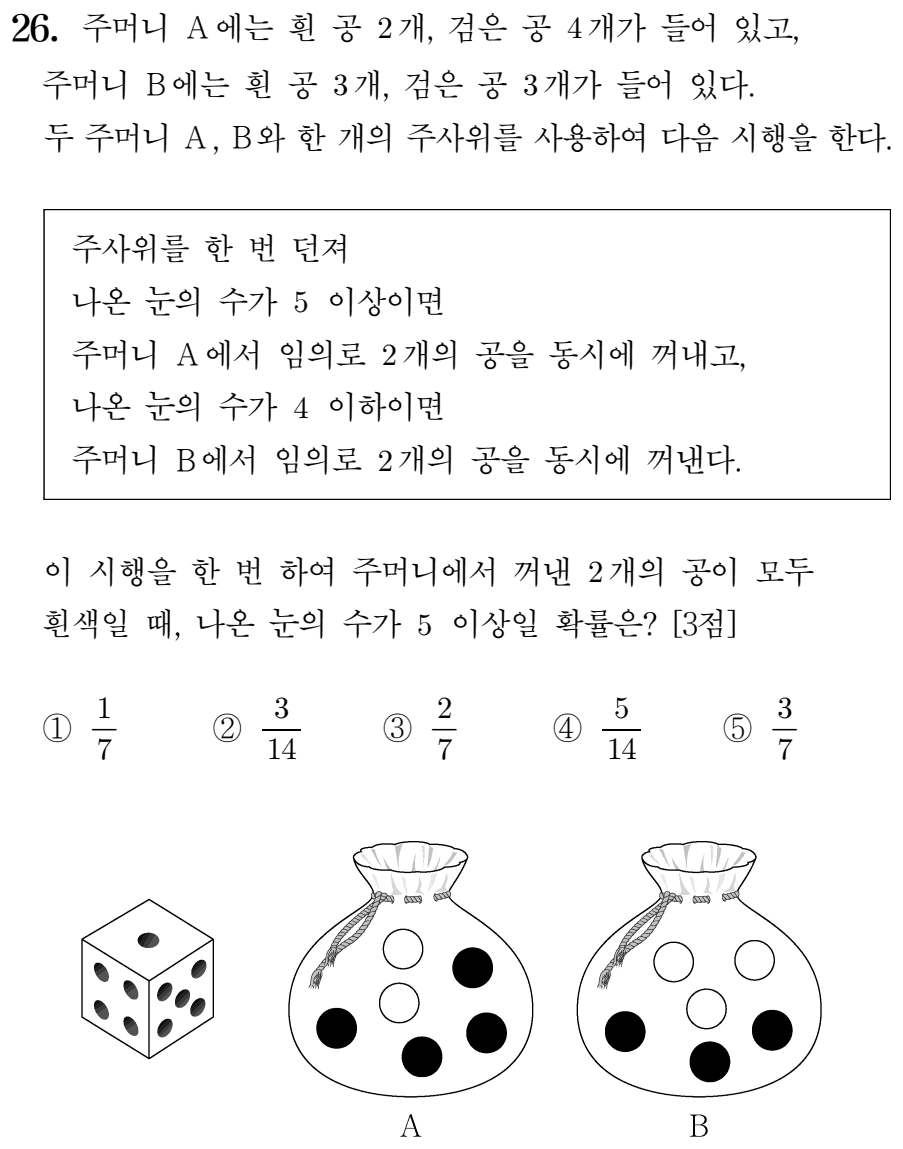 26. 주머니 A에는 흰 공 2개, 검은 공 4개가 들어 있고,
주머니 B에는 흰 공 3개, 검은 공 3개가 들어 있다.
두 주머니 A, B와 한 개의 주사위를 사용하여 다음 시행을 한다.
주사위를 한 번 던져
나온 눈의 수가 5 이상이면
주머니 A에서 임의로 2개의 공을 동시에 꺼내고,
나온 눈의 수가 4 이하이면
주머니 B에서 임의로 2개의 공을 동시에 꺼낸다.
이 시행을 한 번 하여 주머니에서 꺼낸 2개의 공이 모두
흰색일 때, 나온 눈의 수가 5 이상일 확률은? [3점]
① 1/7 ② 3/14 ③ 2/7 ④ 5/14 ⑤ 3/7
A B